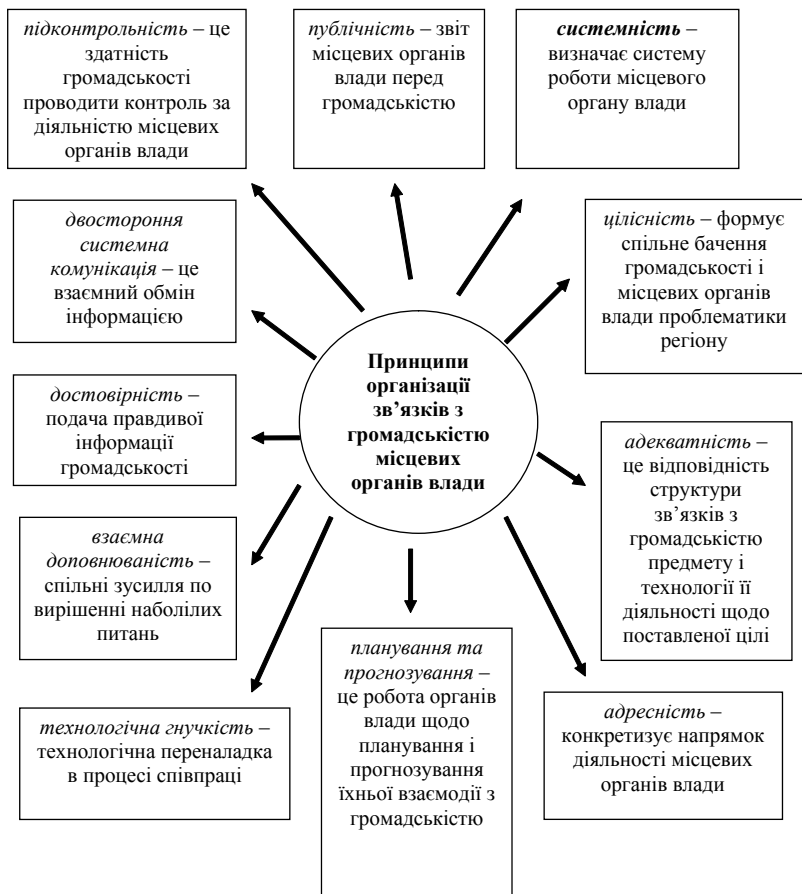 підконтрольність – це
здатність
громадськості
проводити контроль за
діяльністю місцевих
органів влади
публічність – звіт
місцевих органів
влади перед
громадськістю
системність –
визначає систему
роботи місцевого
органу влади
двостороння
системна
комунікація – це
взаємний обмін
інформацією
цілісність – формує
спільне бачення
громадськості і
місцевих органів
влади проблематики
регіону
Принципи
організації
зв’язків з
громадськістю
місцевих
органів влади
достовірність –
подача правдивої
інформації
громадськості
адекватність –
це відповідність
структури
зв’язків з
громадськістю
предмету і
технології її
діяльності щодо
поставленої цілі
взаємна
доповнюваність –
спільні зусилля по
вирішенні наболілих
питань
планування та
прогнозування –
це робота органів
влади щодо
планування і
прогнозування
їхньої взаємодії з
громадськістю
технологічна гнучкість –
технологічна переналадка
в процесі співпраці
адресність –
конкретизує напрямок
діяльності місцевих
органів влади